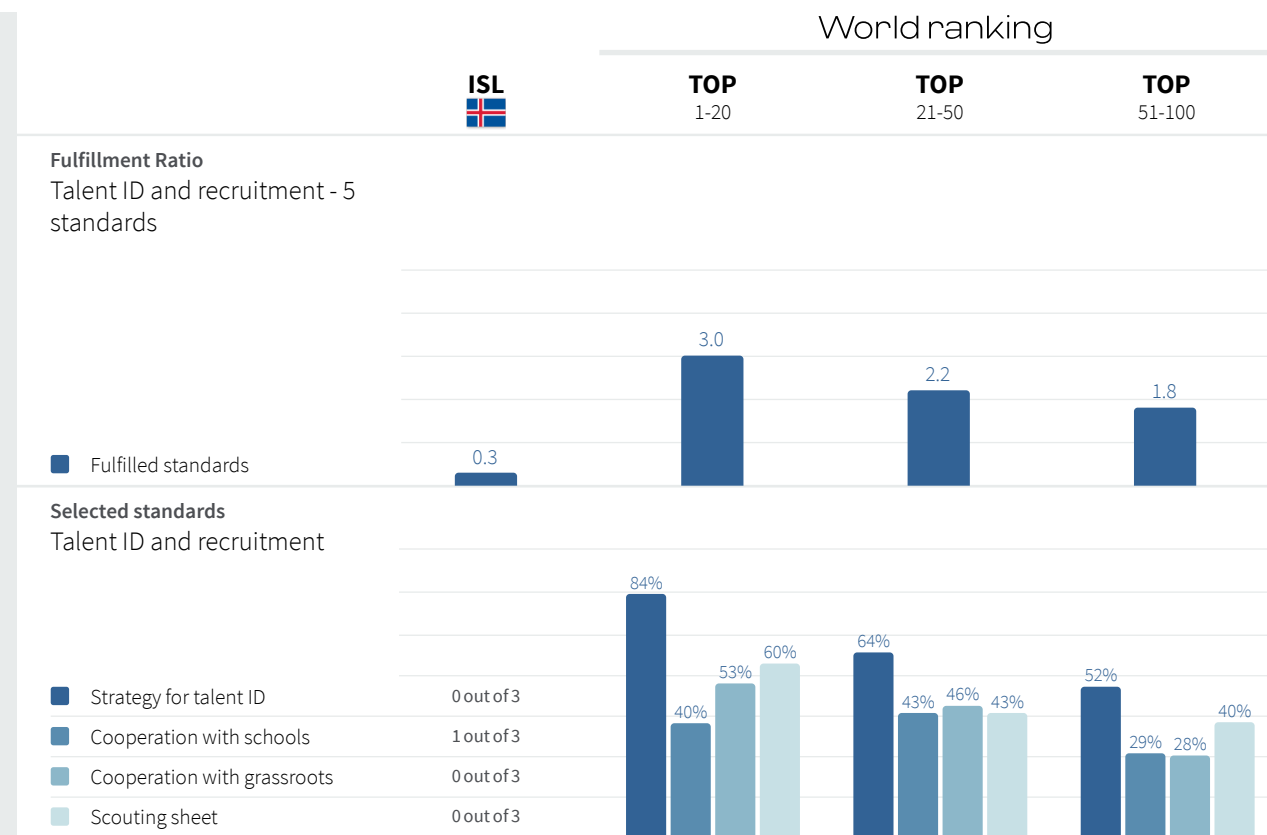 World ranking
ISL TOP TOP TOP
1-20 21-50 51-100
Fulfillment Ratio
Talent ID and recruitment - 5
standards
3.0
2.2
1.8
0.3
Fulfilled standards
Selected standards
Talent ID and recruitment
84%
64%
60%
53%
52%
40%
43%
46%
43%
29%
28%
40%
Strategy for talent ID 0 out of 3
Cooperation with schools 1 out of 3
Cooperation with grassroots 0 out of 3
Scouting sheet 0 out of 3